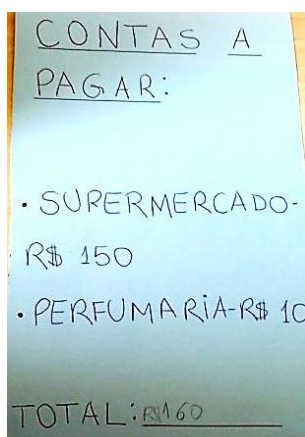 CONTAS A
PAGAR:
• SUPERMERCADO-
R$ 150
• PERFUMARIA-R$ 10
TOTAL: R$160